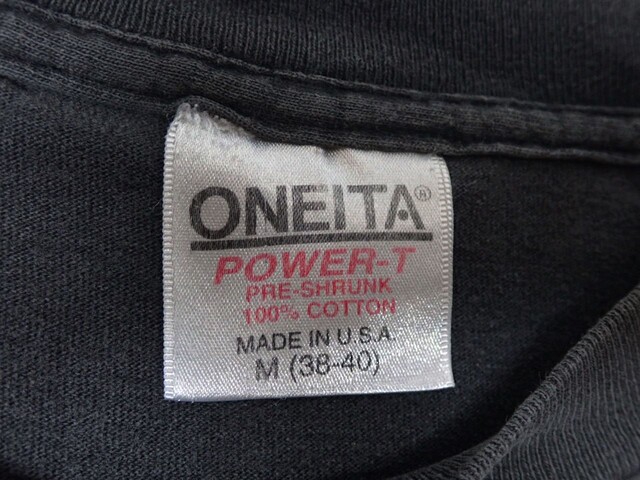 ONEITA®
POWER-T
PRE-SHRUNK
100% COTTON
MADE IN U.S.A.
M (38-40)